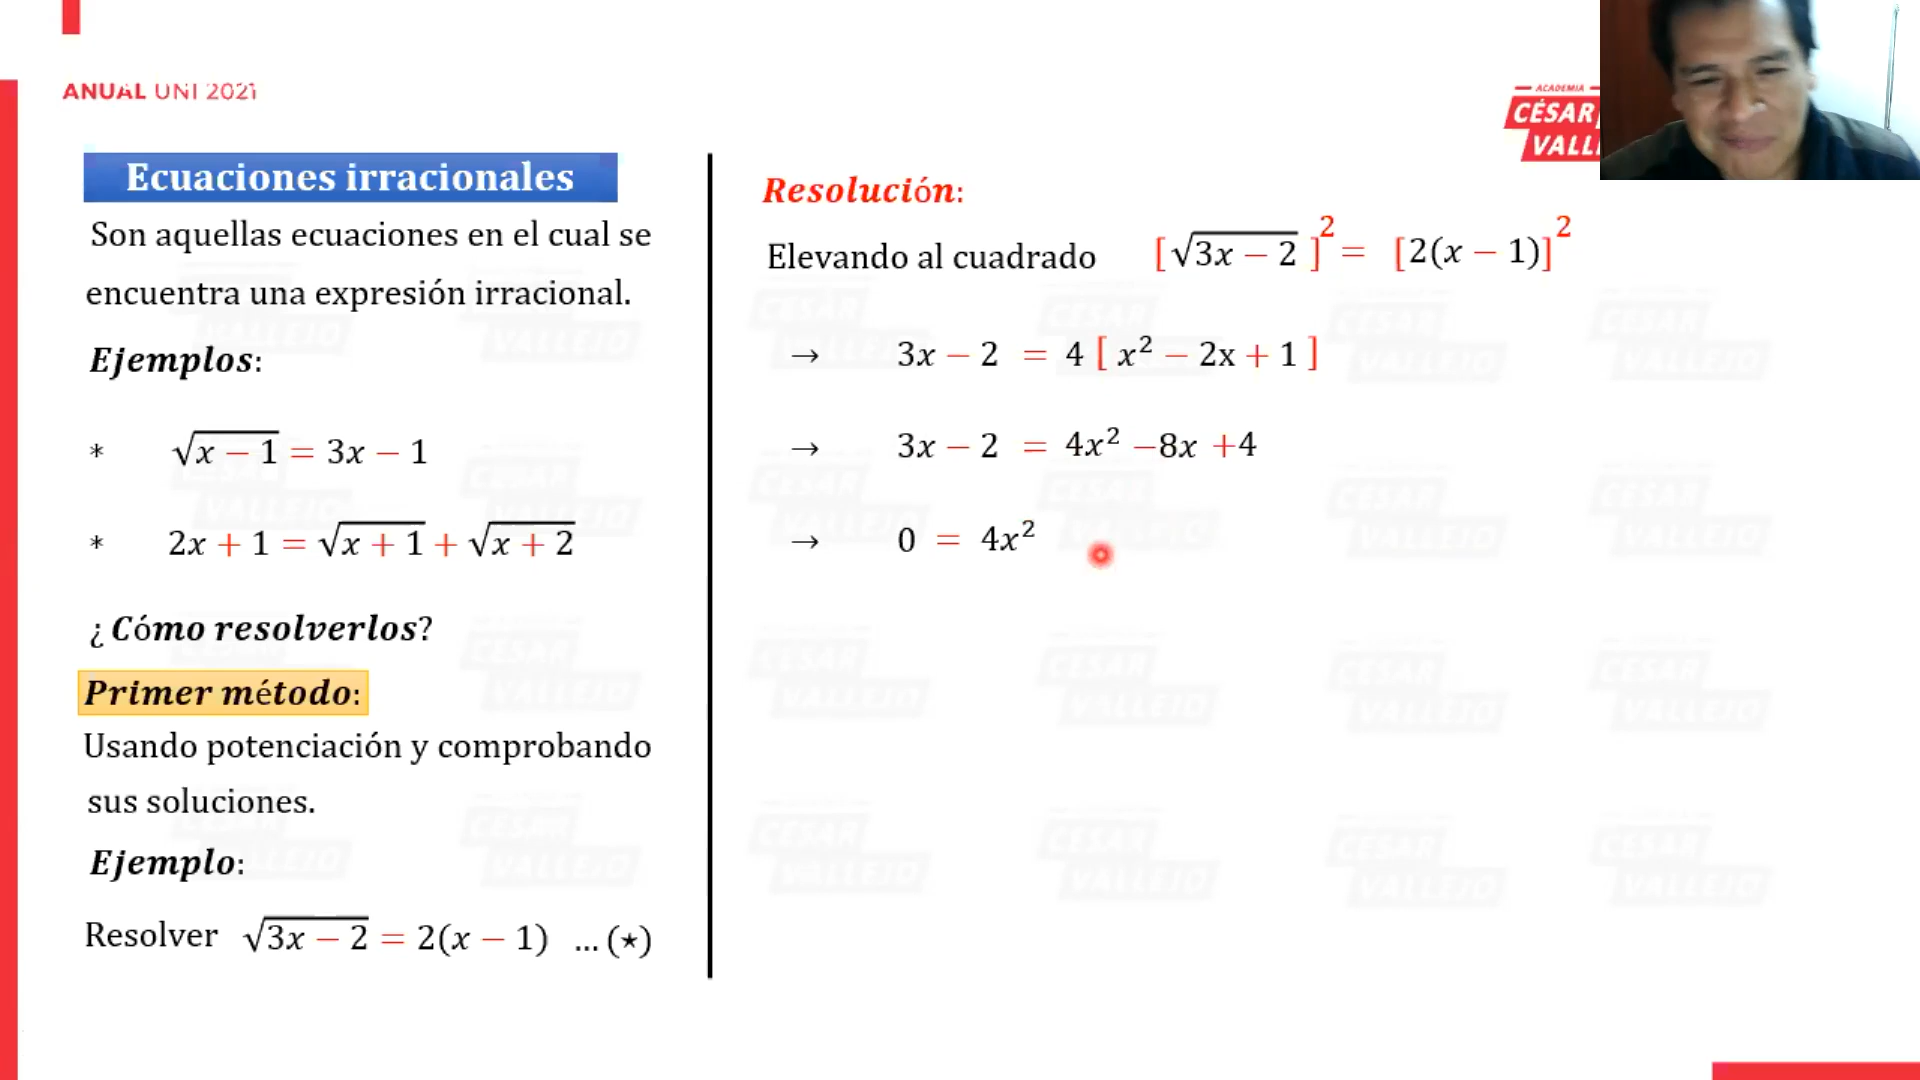 ANUAL UNI 2021
ACADEMIA
CÉSAR
VALL
Ecuaciones irracionales
Son aquellas ecuaciones en el cual se
encuentra una expresión irracional.
Ejemplos:
* √(x − 1) = 3x − 1
* 2x + 1 = √(x + 1) + √(x + 2)
¿Cómo resolverlos?
Primer método:
Usando potenciación y comprobando
sus soluciones.
Ejemplo:
Resolver √(3x − 2) = 2(x − 1) ... (⋆)
Resolución:
Elevando al cuadrado [√(3x − 2)]² = [2(x − 1)]²
→ 3x − 2 = 4[x² − 2x + 1]
→ 3x − 2 = 4x² −8x +4
→ 0 = 4x²